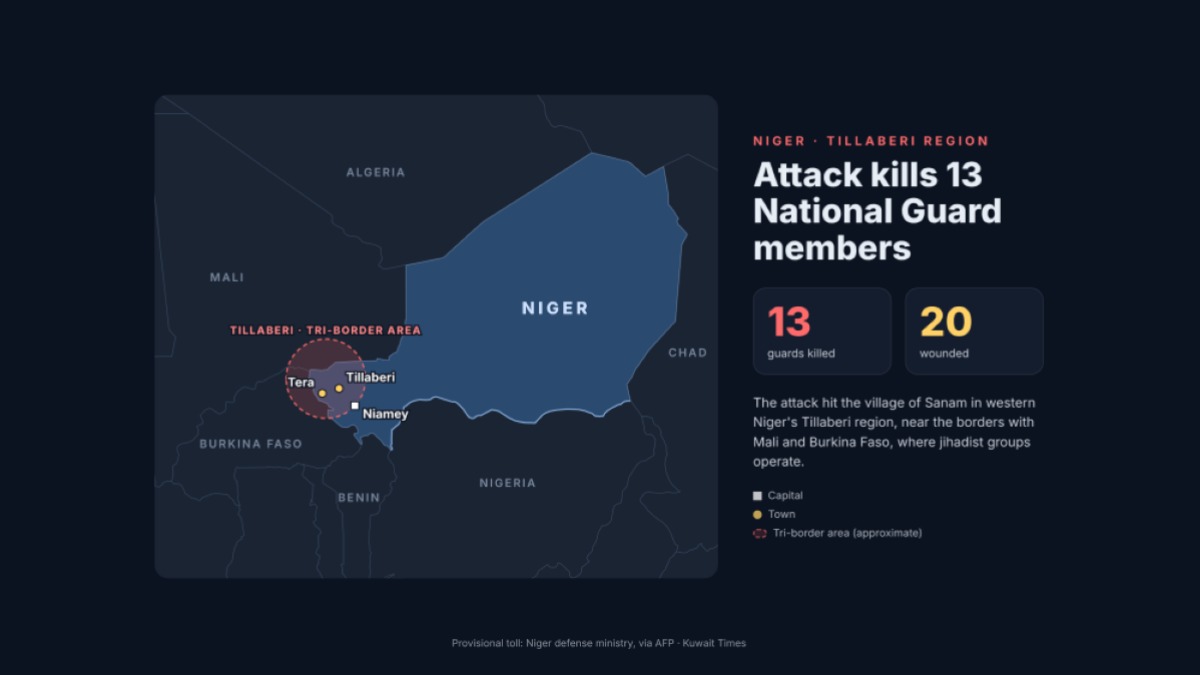 ALGERIA
MALI
NIGER
TILLABERI · TRI-BORDER AREA
CHAD
Tera
Tillaberi
Niamey
BURKINA FASO
NIGERIA
BENIN
NIGER · TILLABERI REGION
Attack kills 13
National Guard
members
13
guards killed
20
wounded
The attack hit the village of Sanam in western
Niger's Tillaberi region, near the borders with
Mali and Burkina Faso, where jihadist groups
operate.
Capital
Town
Tri-border area (approximate)
Provisional toll: Niger defense ministry, via AFP · Kuwait Times